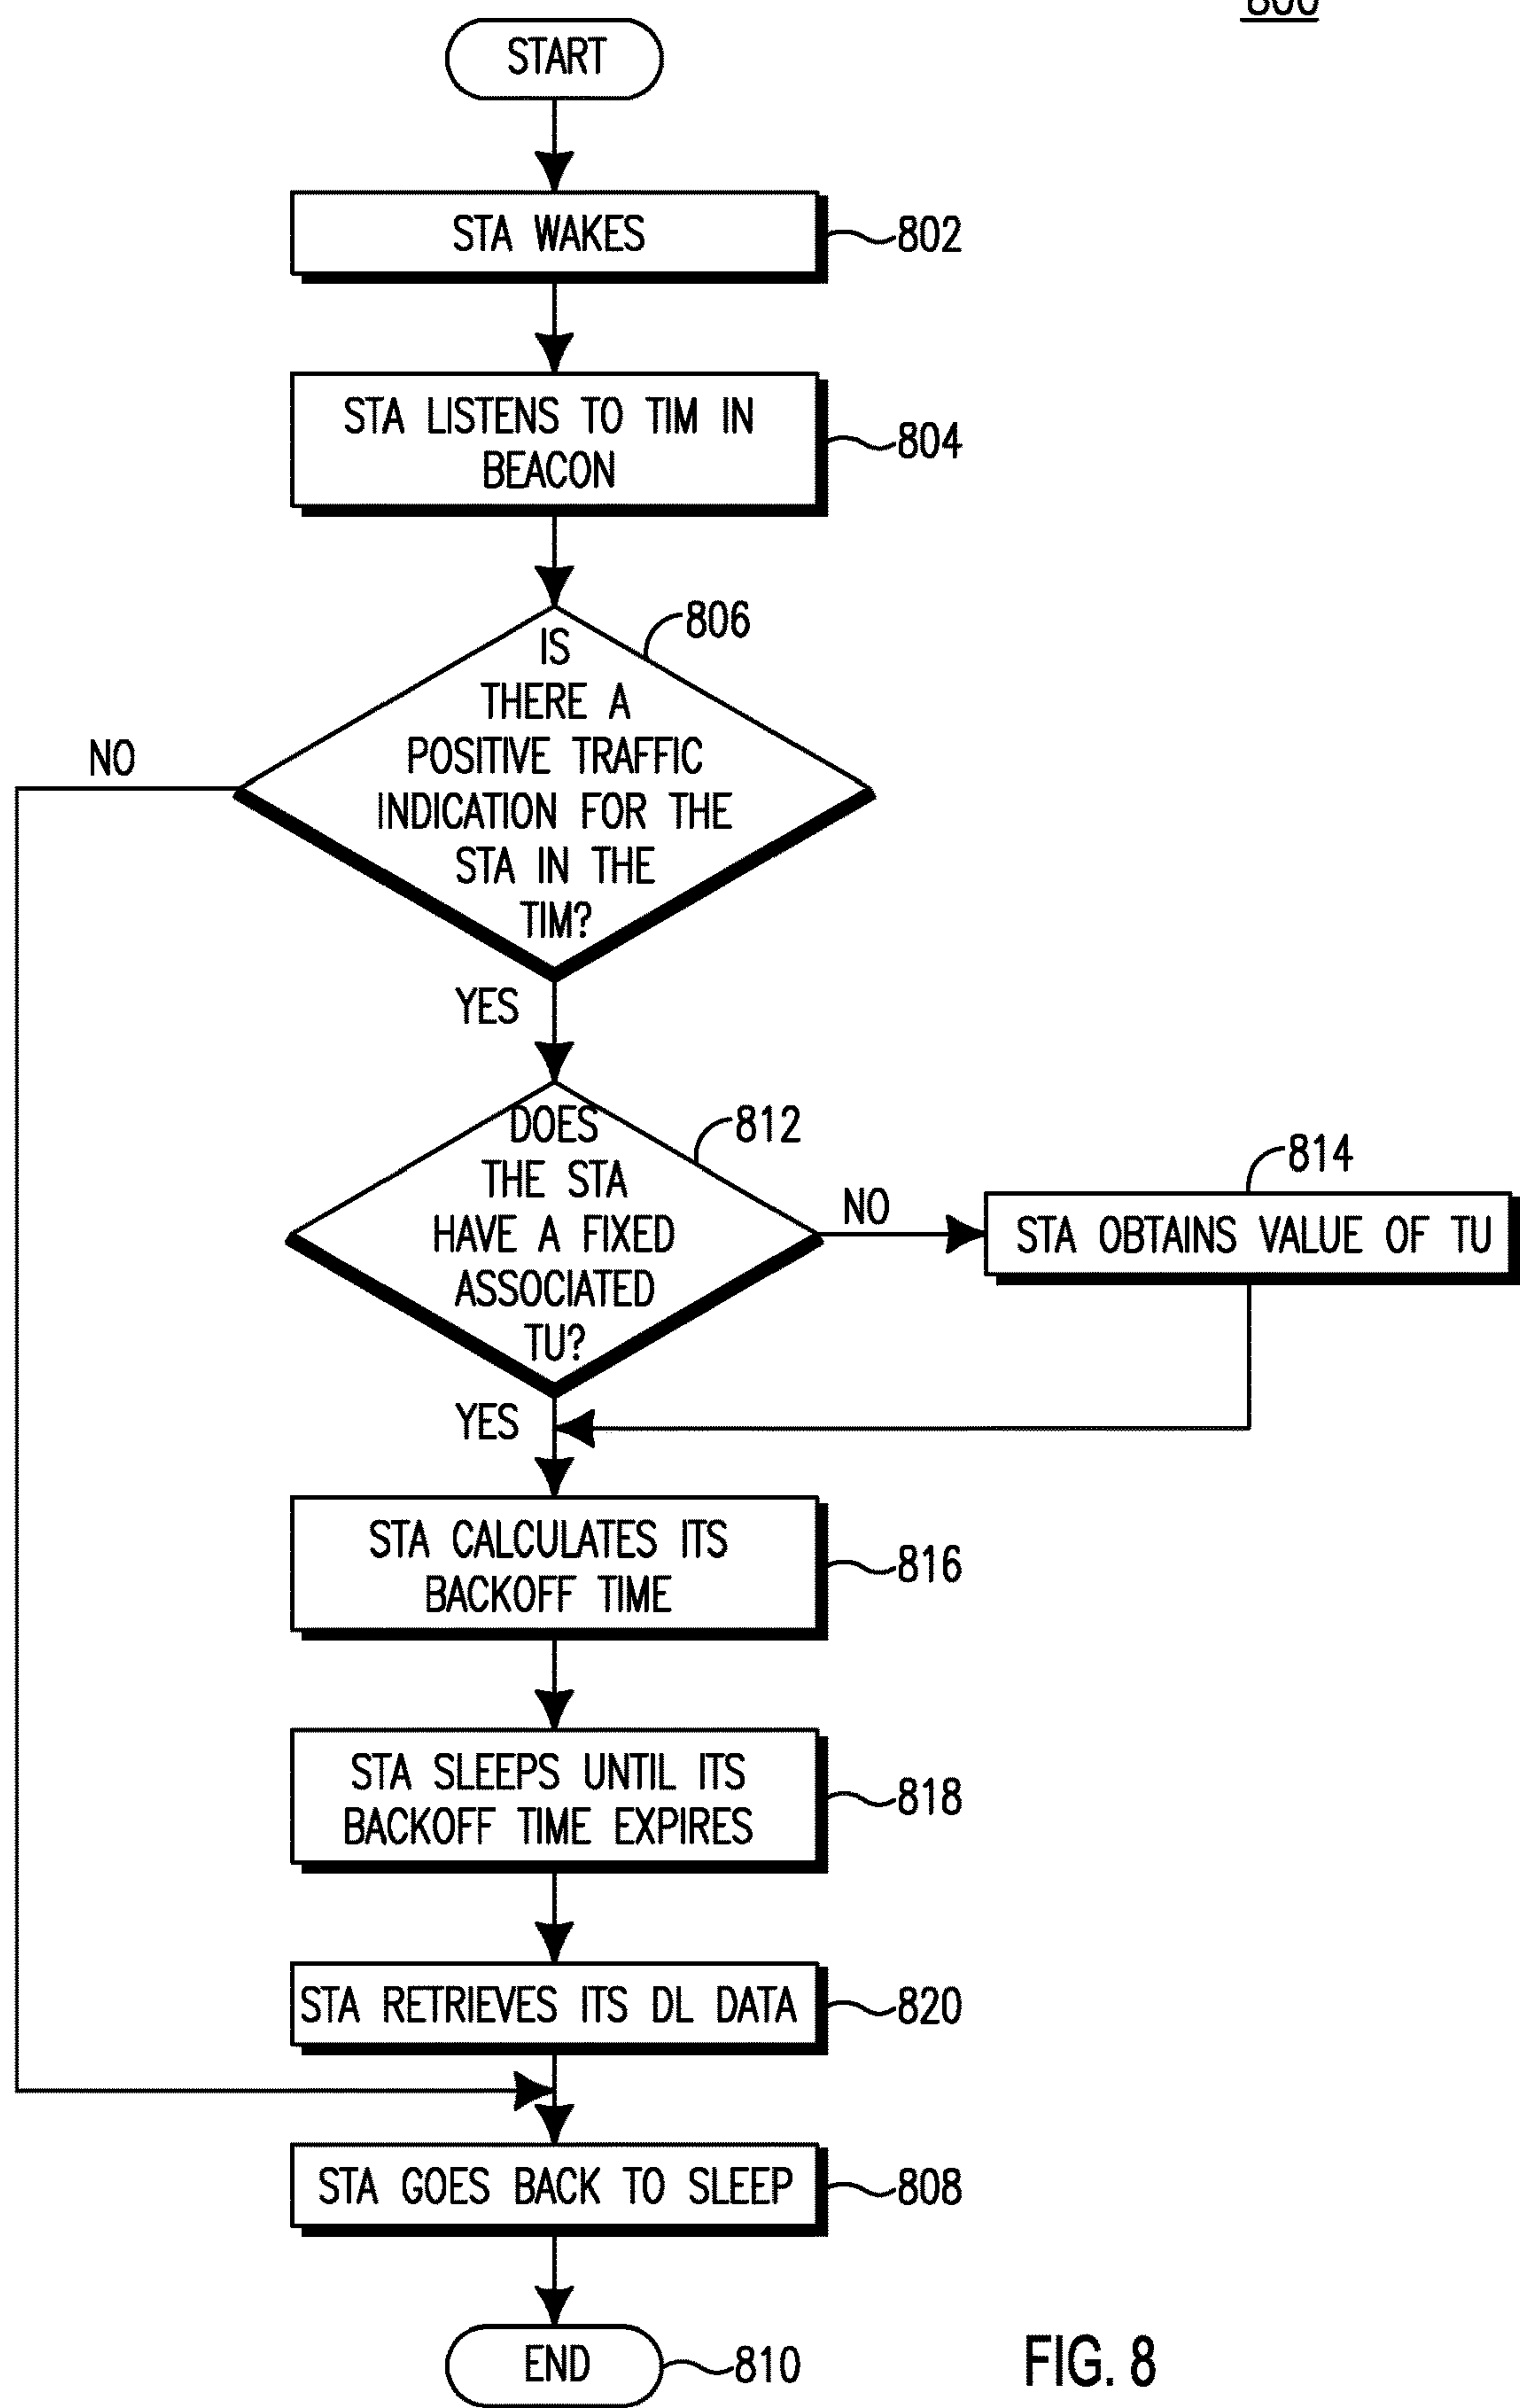 800
START
STA WAKES
802
STA LISTENS TO TIM IN
BEACON
804
806
IS
THERE A
POSITIVE TRAFFIC
INDICATION FOR THE
STA IN THE
TIM?
NO
YES
812
DOES
THE STA
HAVE A FIXED
ASSOCIATED
TU?
NO
814
STA OBTAINS VALUE OF TU
YES
STA CALCULATES ITS
BACKOFF TIME
816
STA SLEEPS UNTIL ITS
BACKOFF TIME EXPIRES
818
STA RETRIEVES ITS DL DATA
820
STA GOES BACK TO SLEEP
808
END
810
FIG. 8